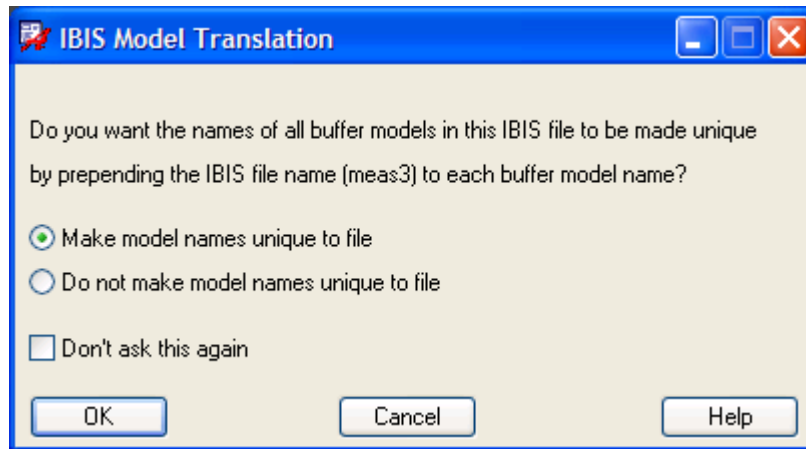 IBIS Model Translation
Do you want the names of all buffer models in this IBIS file to be made unique
by prepending the IBIS file name (meas3) to each buffer model name?
Make model names unique to file
Do not make model names unique to file
Don't ask this again
OK Cancel Help